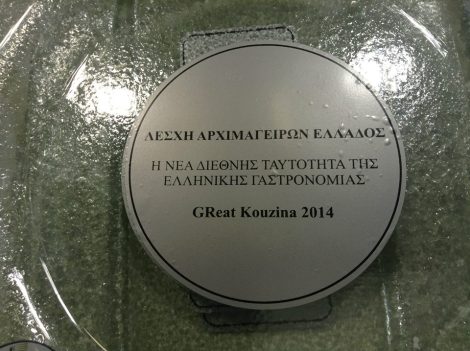 ΛΕΣΧΗ ΑΡΧΙΜΑΓΕΙΡΩΝ ΕΛΛΑΔΟΣ
Η ΝΕΑ ΔΙΕΘΝΗΣ ΤΑΥΤΟΤΗΤΑ ΤΗΣ
ΕΛΛΗΝΙΚΗΣ ΓΑΣΤΡΟΝΟΜΙΑΣ
GReat Kouzina 2014